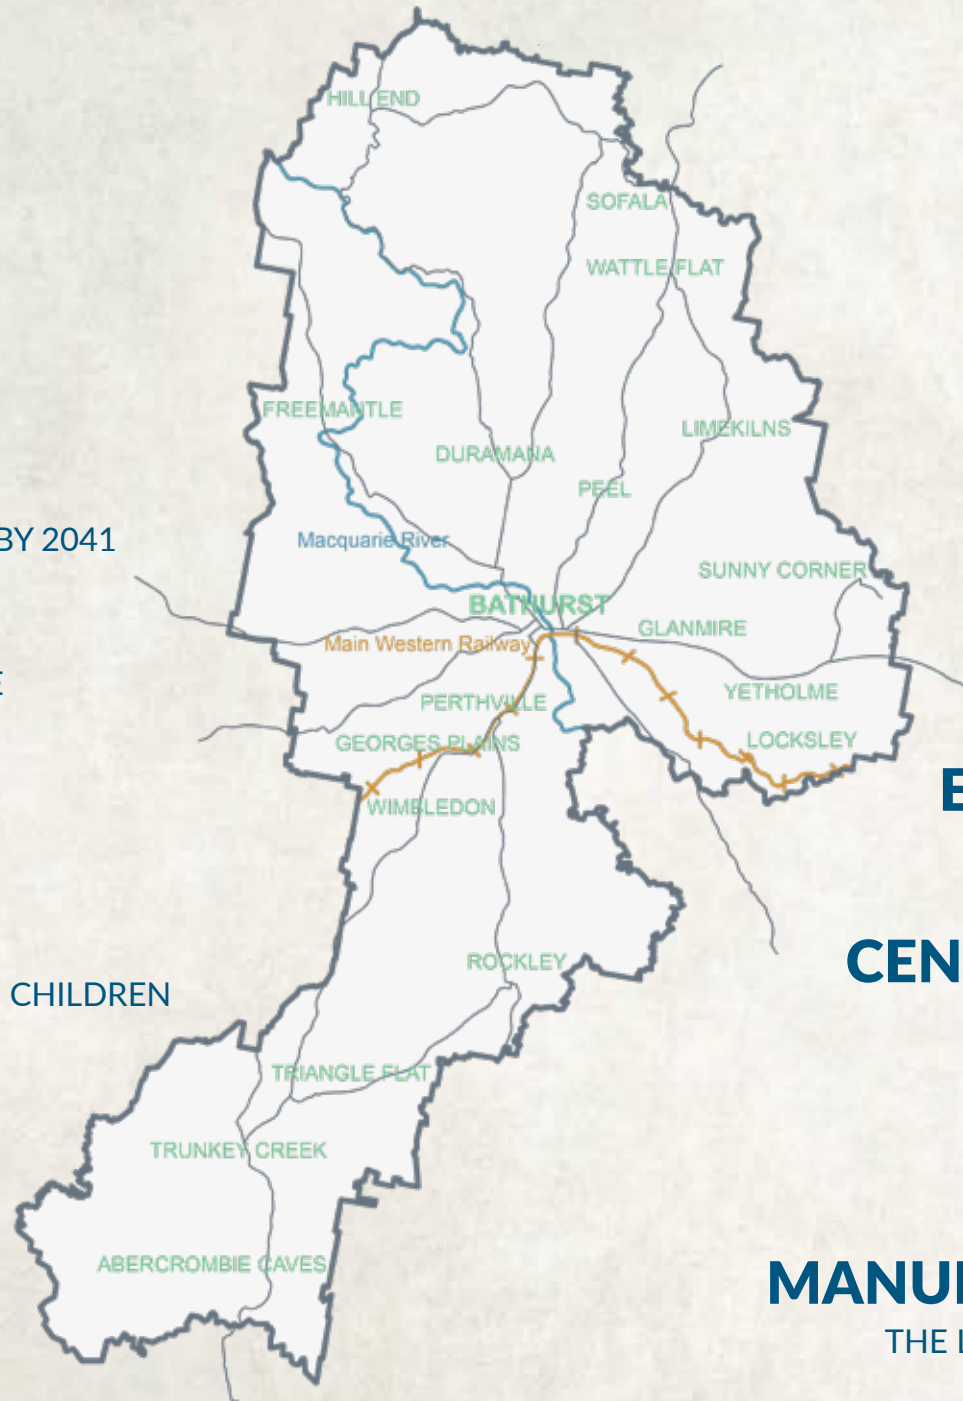 HILL END
SOFALA
WATTLE FLAT
FREEMANTLE
LIMEKILNS
DURAMANA
PEEL
BY 2041
Macquarie River
SUNNY CORNER
BATHURST
GLANMIRE
Main Western Railway
E
YETHOLME
PERTHVILLE
GEORGES PLAINS
LOCKSLEY
E
WIMBLEDON
CEN
ROCKLEY
CHILDREN
TRIANGLE FLAT
TRUNKEY CREEK
ABERCROMBIE CAVES
MANU
THE L